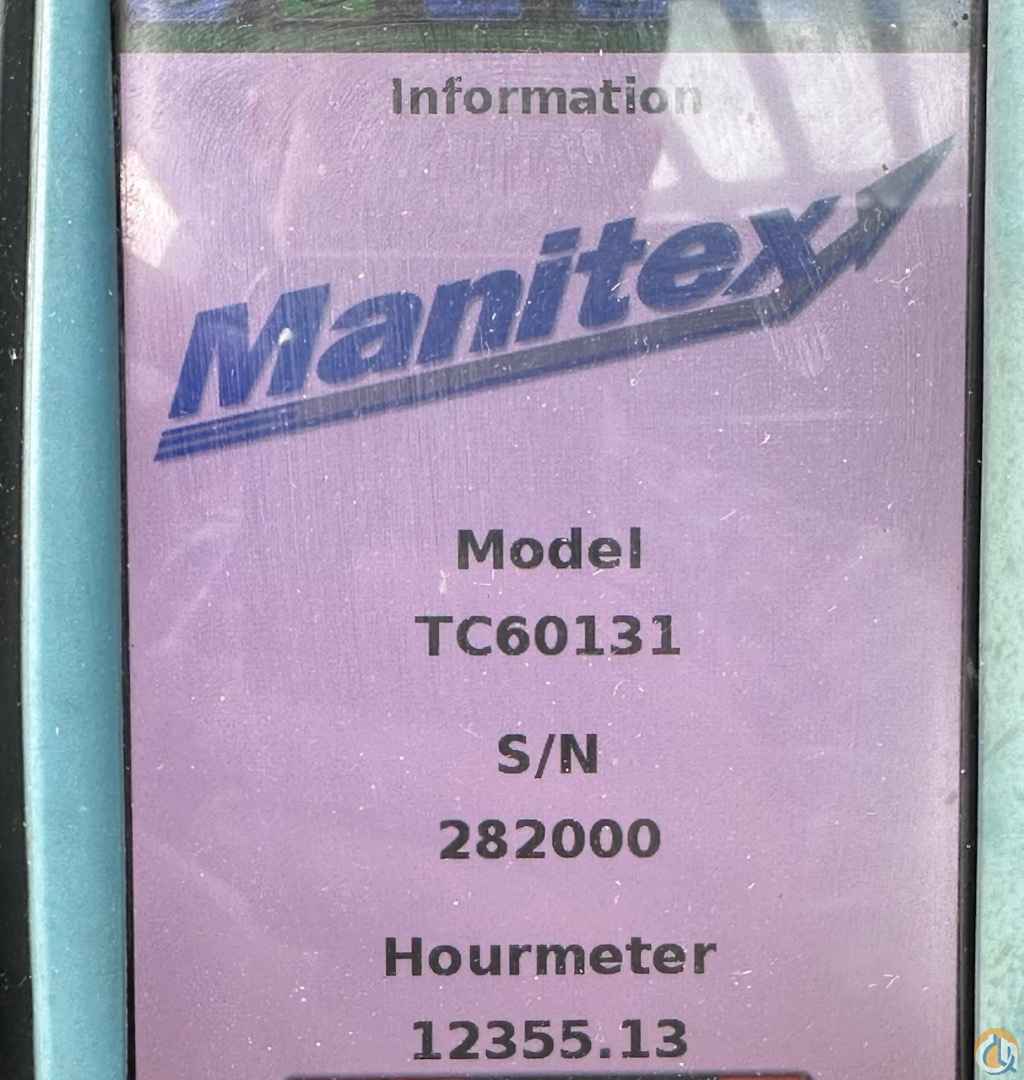 Information
Manitex
Model
TC60131
S/N
282000
Hourmeter
12355.13